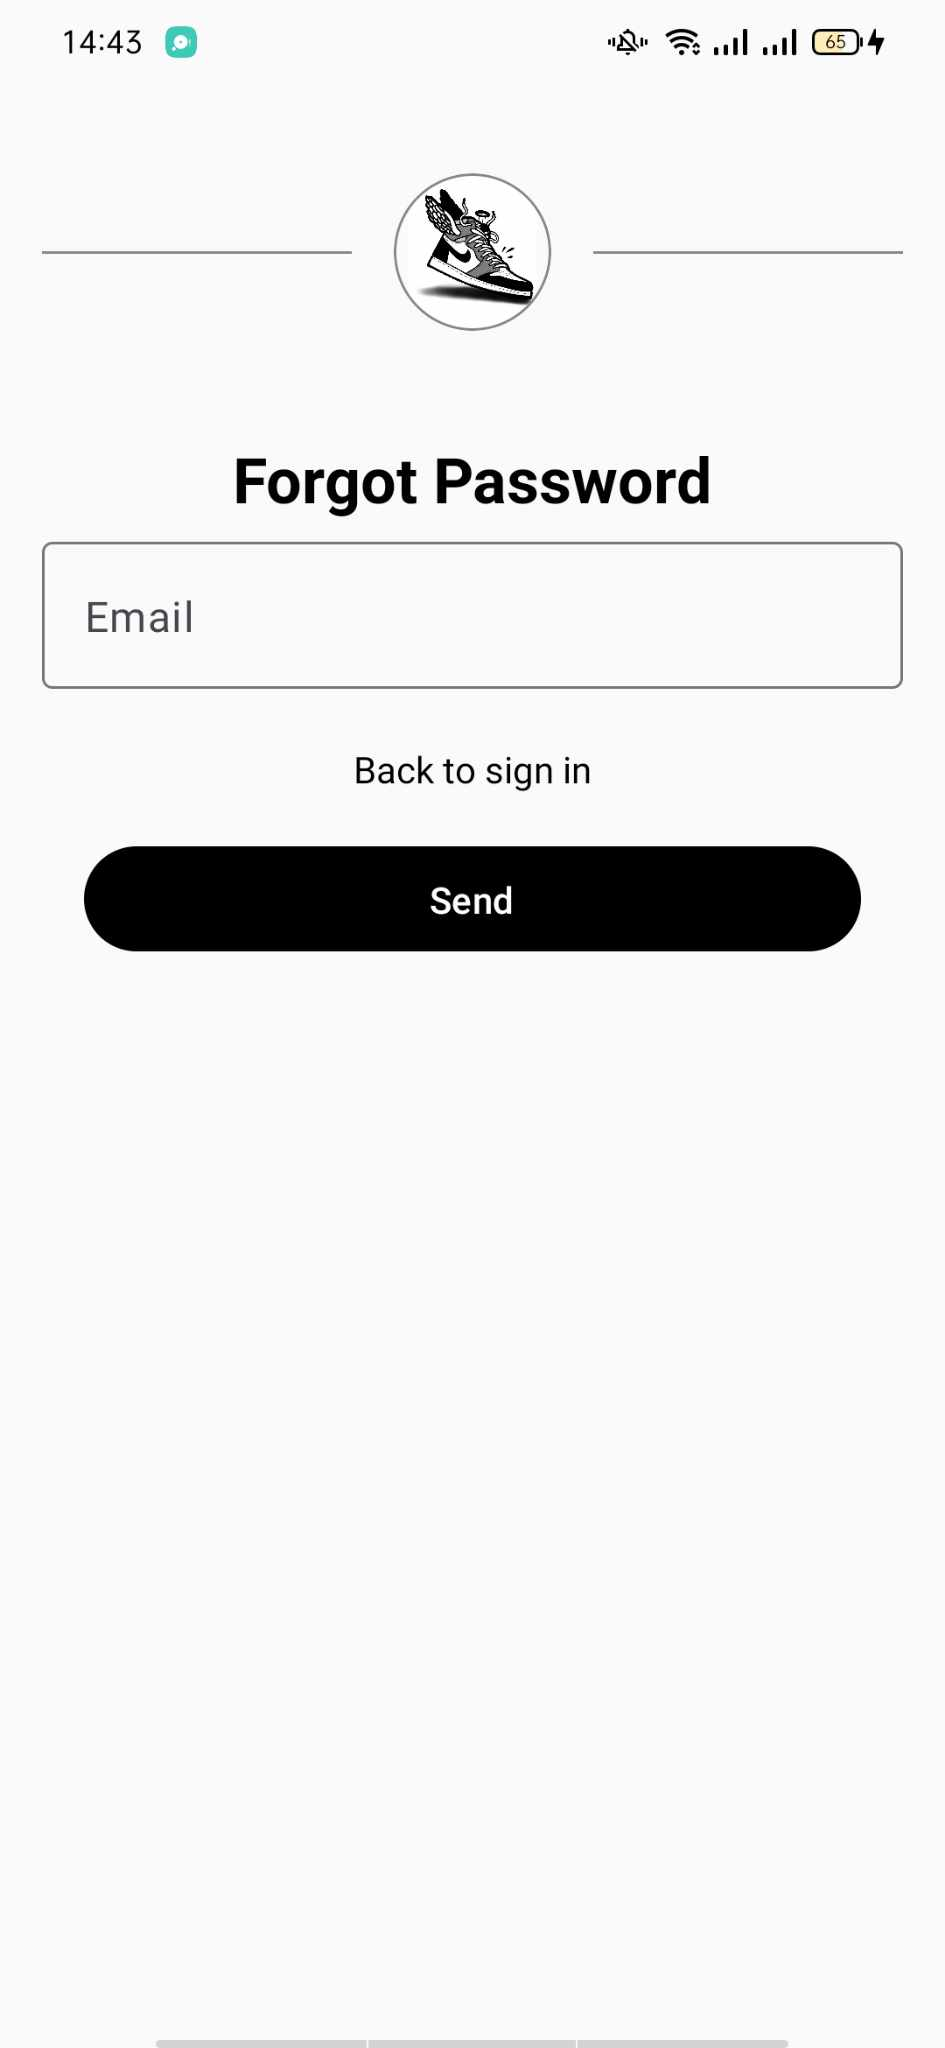 14:43
65
Forgot Password
Email
Back to sign in
Send